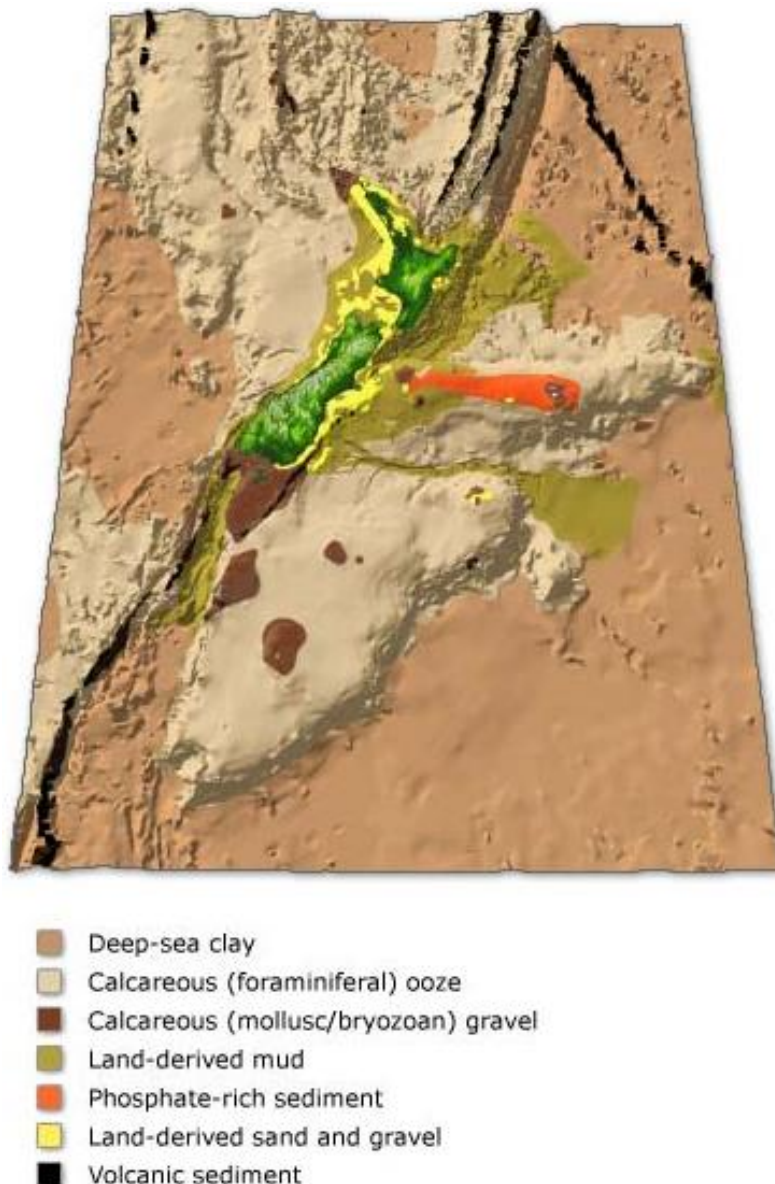 Deep-sea clay
Calcareous (foraminiferal) ooze
Calcareous (mollusc/bryozoan) gravel
Land-derived mud
Phosphate-rich sediment
Land-derived sand and gravel
Volcanic sediment